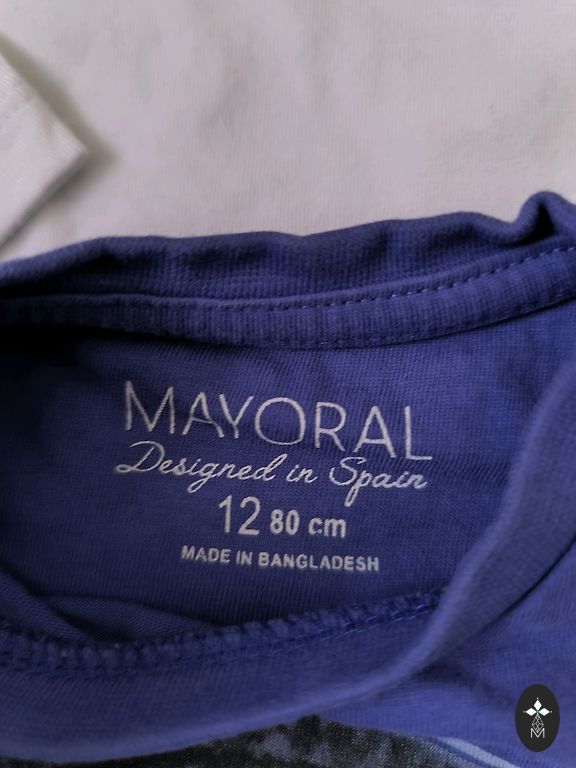 MAYORAL
Designed in Spain
12 80 cm
MADE IN BANGLADESH
M